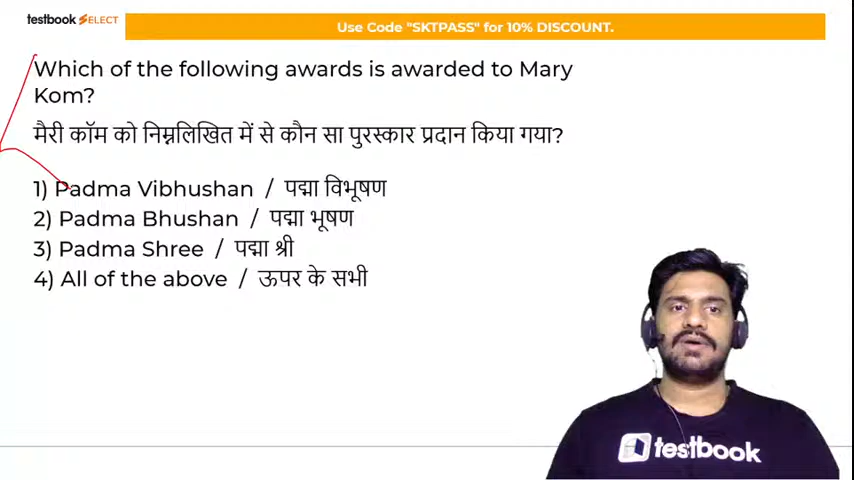 testbook SELECT
Use Code "SKTPASS" for 10% DISCOUNT.
Which of the following awards is awarded to Mary
Kom?
मैरी कॉम को निम्नलिखित में से कौन सा पुरस्कार प्रदान किया गया?
1) Padma Vibhushan / पद्मा विभूषण
2) Padma Bhushan / पद्मा भूषण
3) Padma Shree / पद्मा श्री
4) All of the above / ऊपर के सभी
testbook